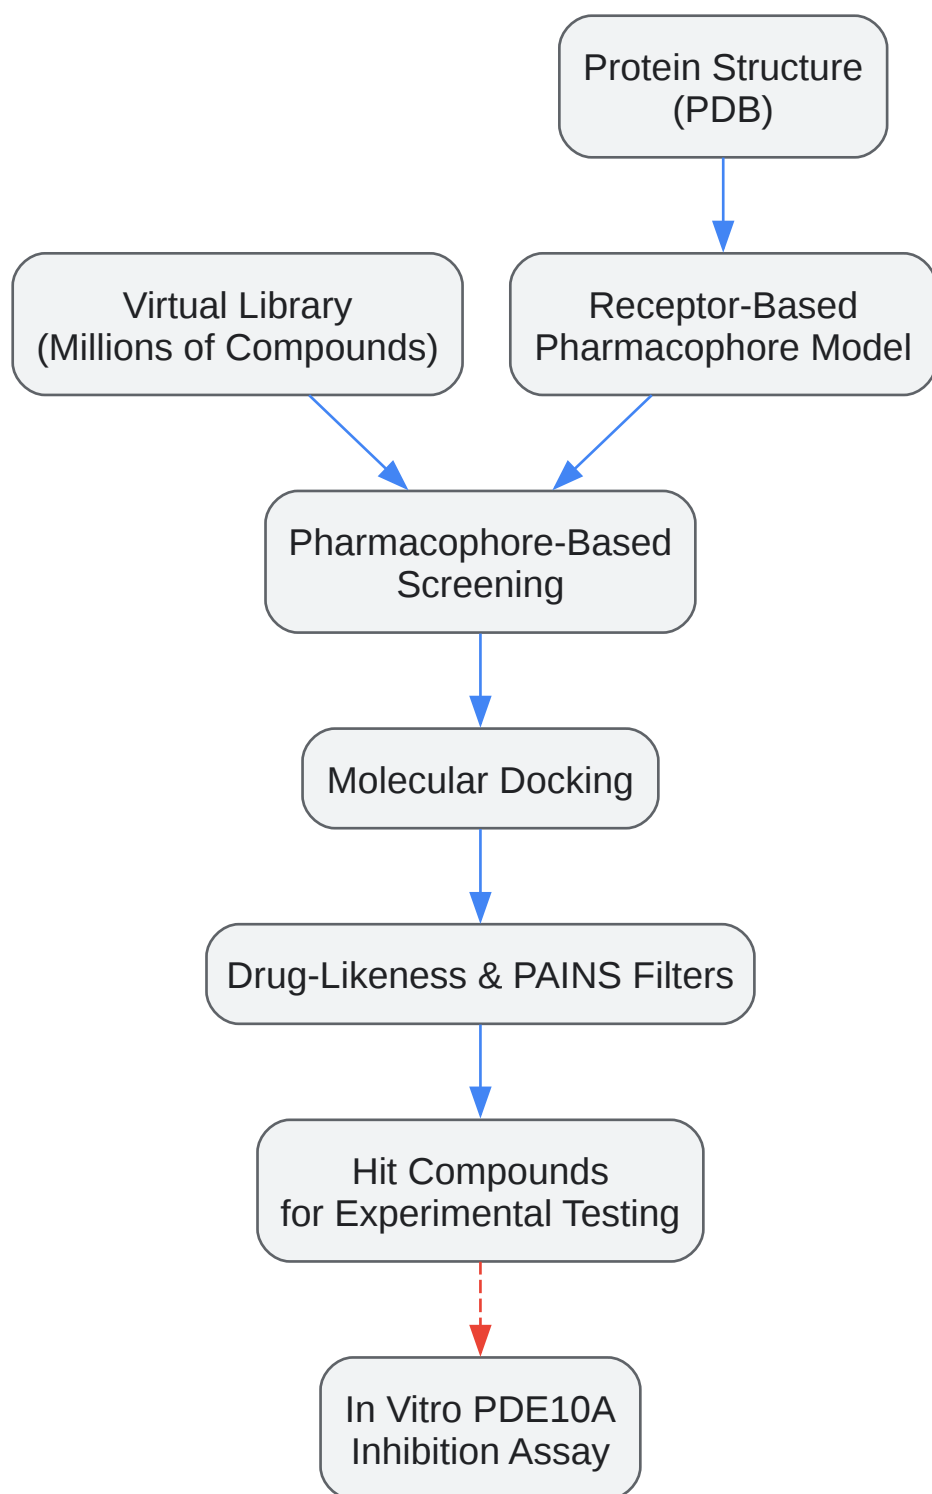 Protein Structure
(PDB)
Virtual Library
(Millions of Compounds)
Receptor-Based
Pharmacophore Model
Pharmacophore-Based
Screening
Molecular Docking
Drug-Likeness & PAINS Filters
Hit Compounds
for Experimental Testing
In Vitro PDE10A
Inhibition Assay